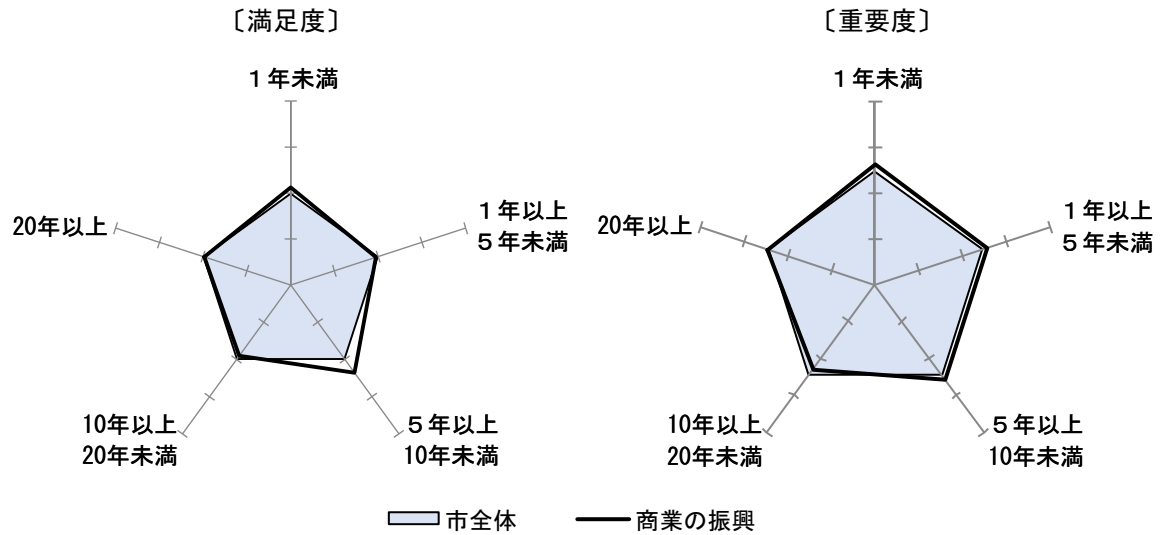 〔満足度〕
１年未満
１年以上
５年未満
５年以上
10年未満
10年以上
20年未満
20年以上
〔重要度〕
１年未満
１年以上
５年未満
５年以上
10年未満
10年以上
20年未満
20年以上
市全体
商業の振興